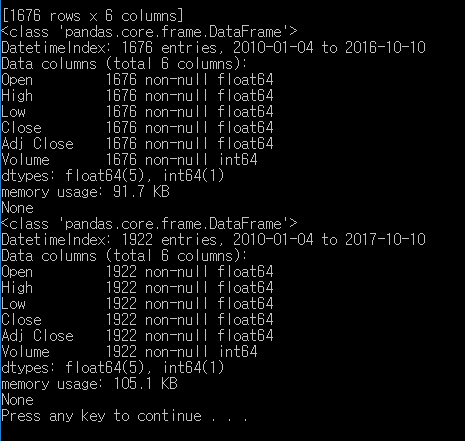 [1676 rows x 6 columns]
<class 'pandas.core.frame.DataFrame'>
DatetimeIndex: 1676 entries, 2010-01-04 to 2016-10-10
Data columns (total 6 columns):
Open         1676 non-null float64
High         1676 non-null float64
Low          1676 non-null float64
Close        1676 non-null float64
Adj Close    1676 non-null float64
Volume       1676 non-null int64
dtypes: float64(5), int64(1)
memory usage: 91.7 KB
None
<class 'pandas.core.frame.DataFrame'>
DatetimeIndex: 1922 entries, 2010-01-04 to 2017-10-10
Data columns (total 6 columns):
Open         1922 non-null float64
High         1922 non-null float64
Low          1922 non-null float64
Close        1922 non-null float64
Adj Close    1922 non-null float64
Volume       1922 non-null int64
dtypes: float64(5), int64(1)
memory usage: 105.1 KB
None
Press any key to continue . . .